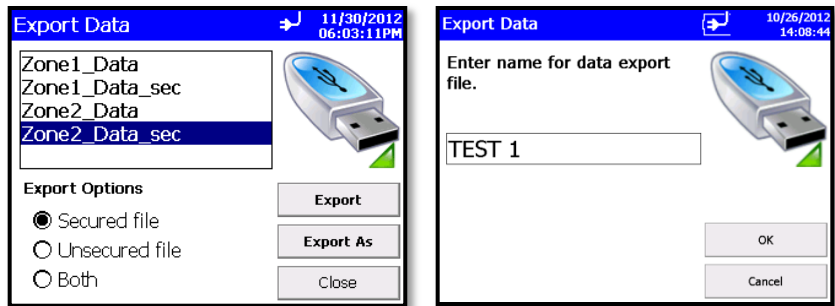 Export Data
11/30/2012
06:03:11PM
Zone1_Data
Zone1_Data_sec
Zone2_Data
Zone2_Data_sec
Export Options
Secured file
Unsecured file
Both
Export
Export As
Close
Export Data
10/26/2012
14:08:44
Enter name for data export
file.
TEST 1
OK
Cancel